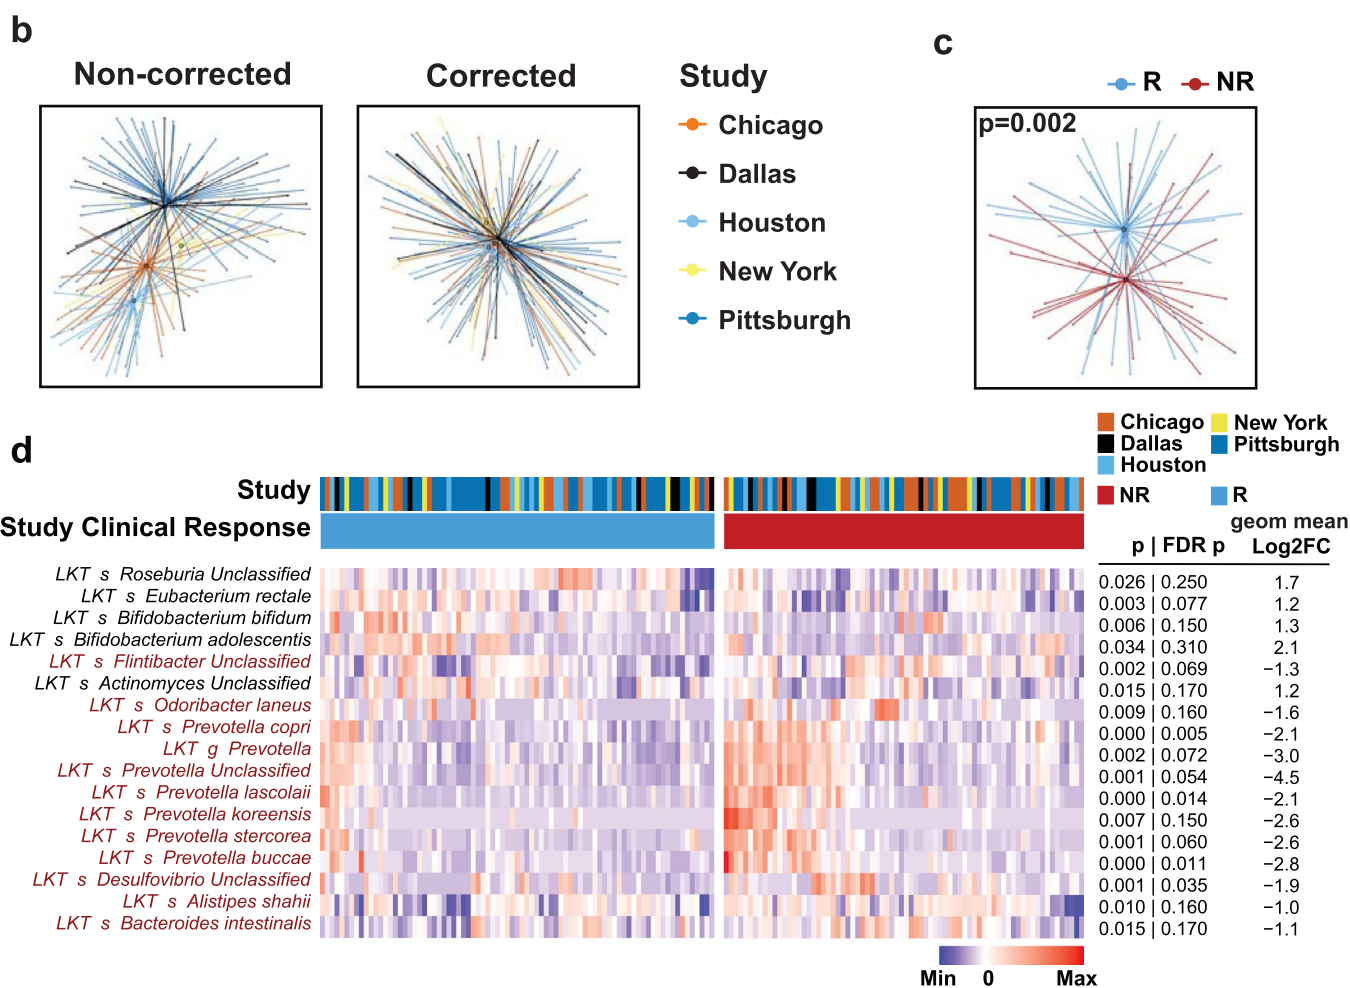 b
Non-corrected
Corrected
Study
Chicago
Dallas
Houston
New York
Pittsburgh
c
R NR
p=0.002
d
Chicago New York
Dallas Pittsburgh
Houston
NR R
Study
Study Clinical Response
geom mean
p | FDR p Log2FC
LKT s Roseburia Unclassified 0.026 | 0.250 1.7
LKT s Eubacterium rectale 0.003 | 0.077 1.2
LKT s Bifidobacterium bifidum 0.006 | 0.150 1.3
LKT s Bifidobacterium adolescentis 0.034 | 0.310 2.1
LKT s Flintibacter Unclassified 0.002 | 0.069 −1.3
LKT s Actinomyces Unclassified 0.015 | 0.170 1.2
LKT s Odoribacter laneus 0.009 | 0.160 −1.6
LKT s Prevotella copri 0.000 | 0.005 −2.1
LKT g Prevotella 0.002 | 0.072 −3.0
LKT s Prevotella Unclassified 0.001 | 0.054 −4.5
LKT s Prevotella lascolaii 0.000 | 0.014 −2.1
LKT s Prevotella koreensis 0.007 | 0.150 −2.6
LKT s Prevotella stercorea 0.001 | 0.060 −2.6
LKT s Prevotella buccae 0.000 | 0.011 −2.8
LKT s Desulfovibrio Unclassified 0.001 | 0.035 −1.9
LKT s Alistipes shahii 0.010 | 0.160 −1.0
LKT s Bacteroides intestinalis 0.015 | 0.170 −1.1
Min 0 Max